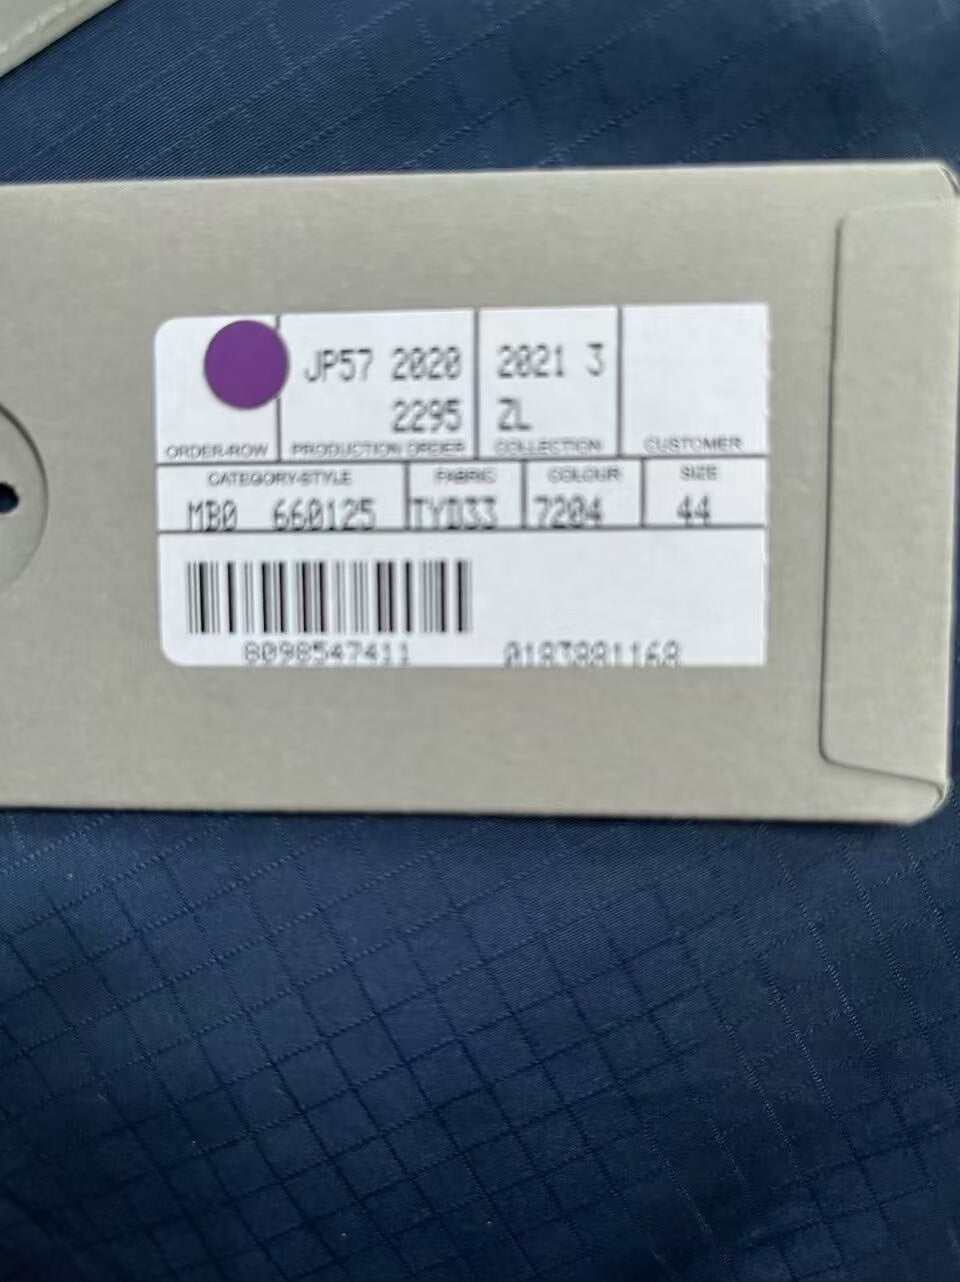 JP57 2020 2021 3
2295 ZL
ORDER-ROW PRODUCTION ORDER COLLECTION CUSTOMER
CATEGORY-STYLE FABRIC COLOUR SIZE
MB0 660125 TYD33 7204 44
8098547411 0183881168